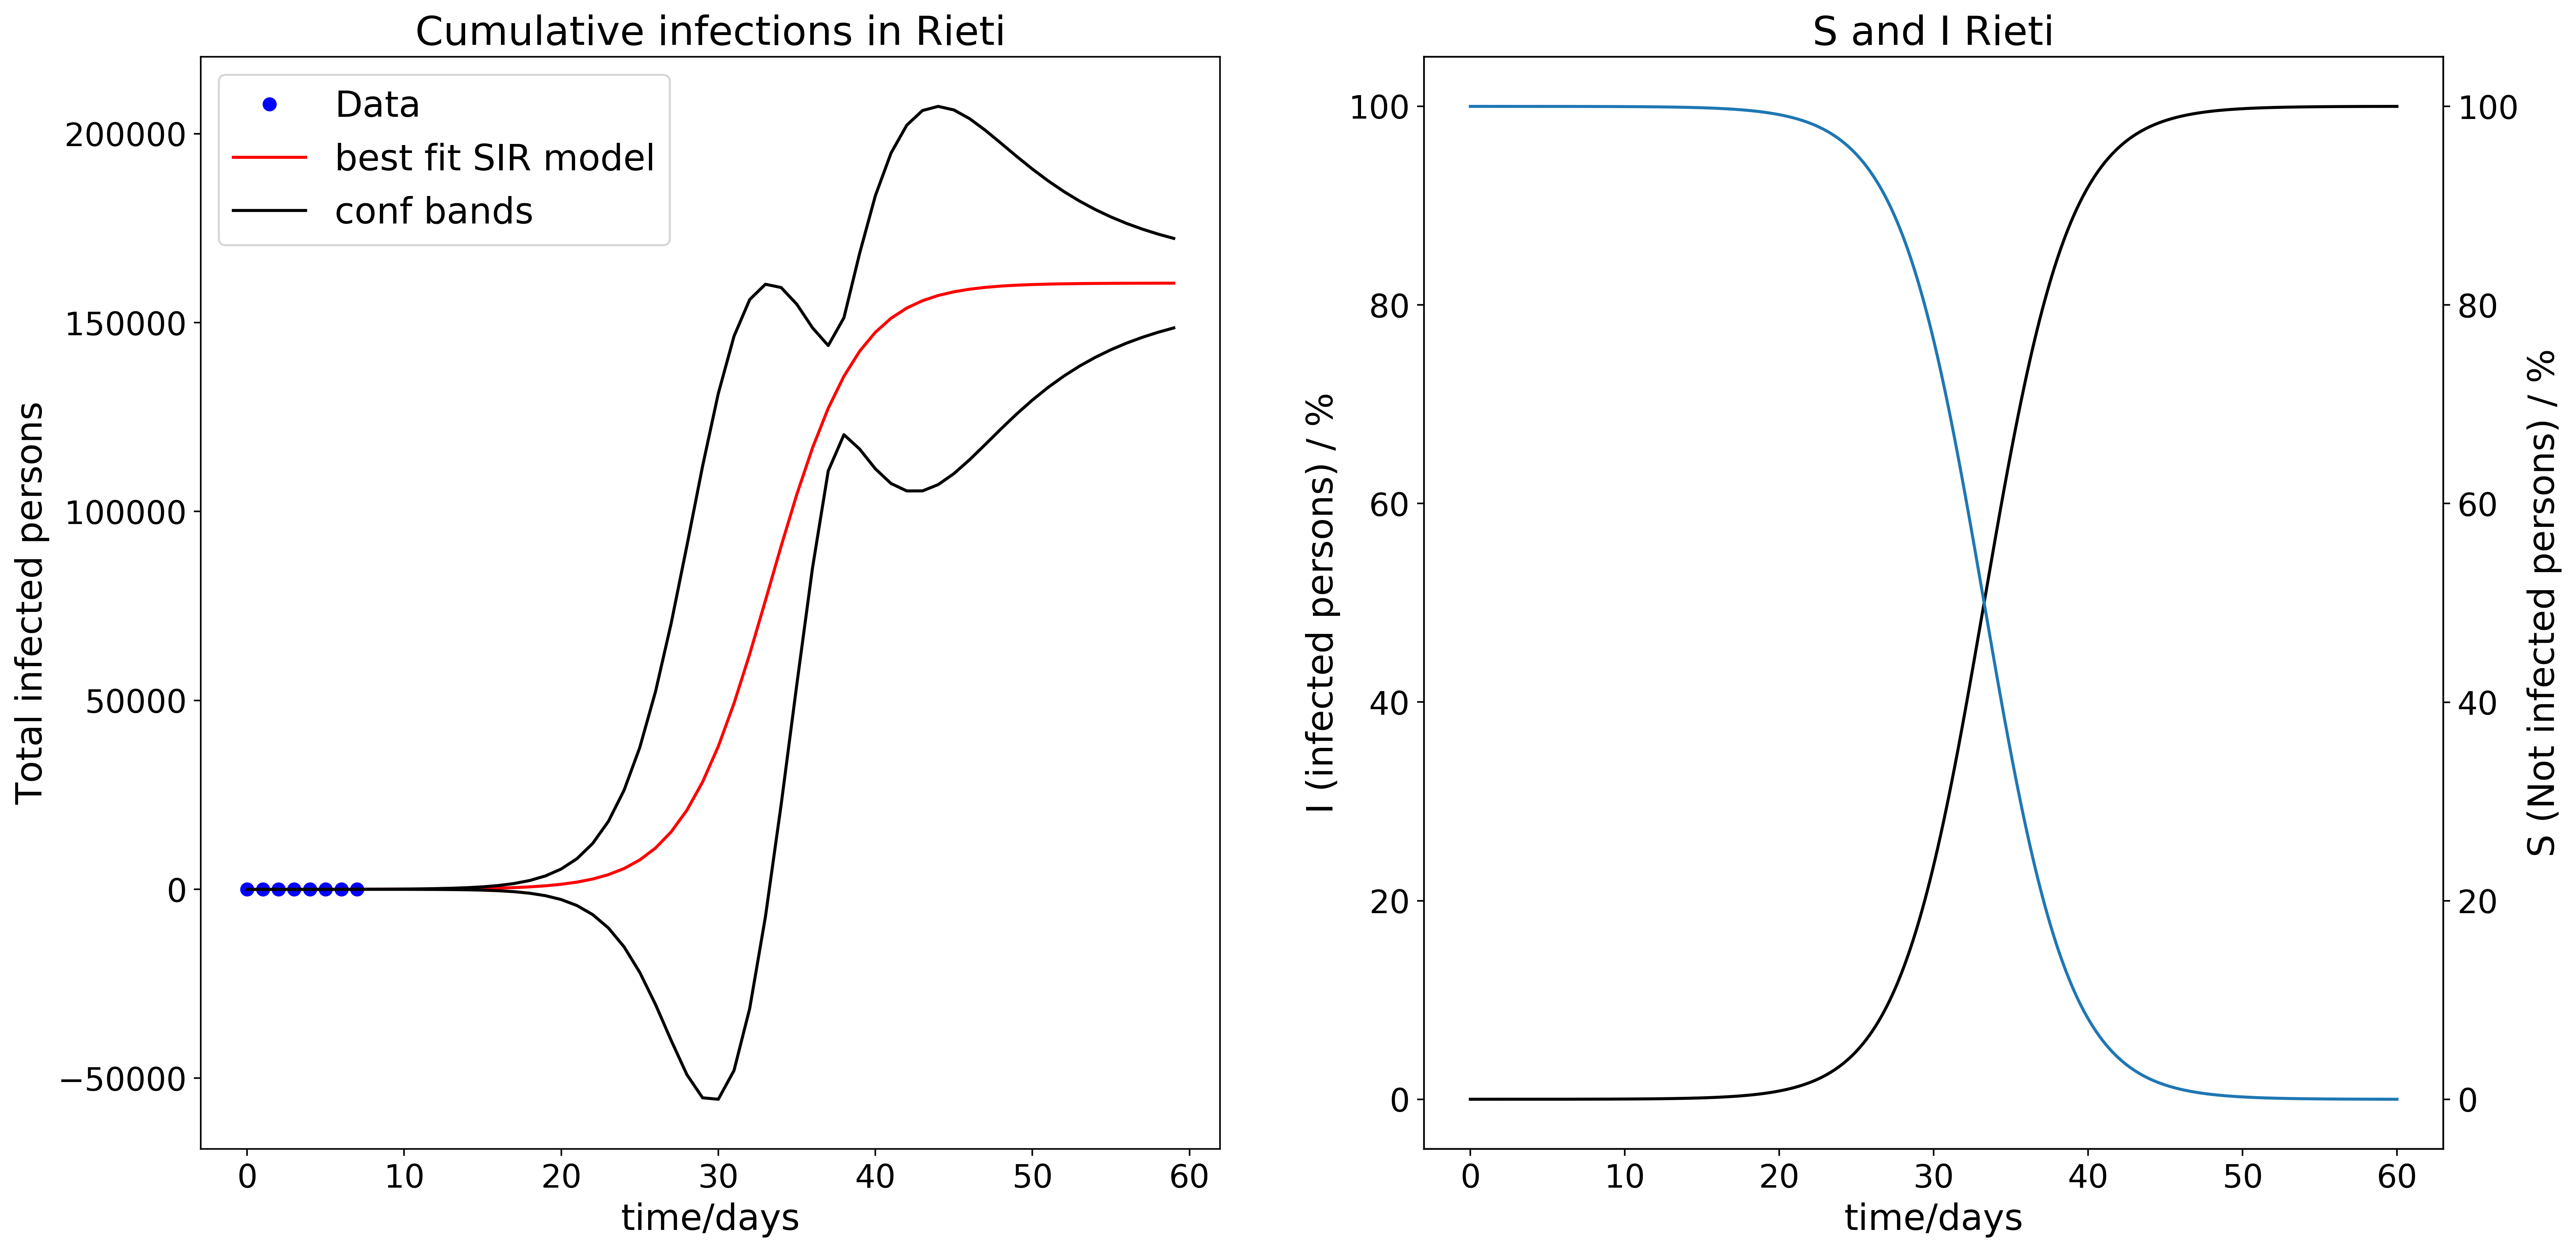 Cumulative infections in Rieti
Data
best fit SIR model
conf bands
200000
150000
100000
50000
0
−50000
Total infected persons
0 10 20 30 40 50 60
time/days
S and I Rieti
100
80
60
40
20
0
I (infected persons) / %
100
80
60
40
20
0
S (Not infected persons) / %
0 10 20 30 40 50 60
time/days